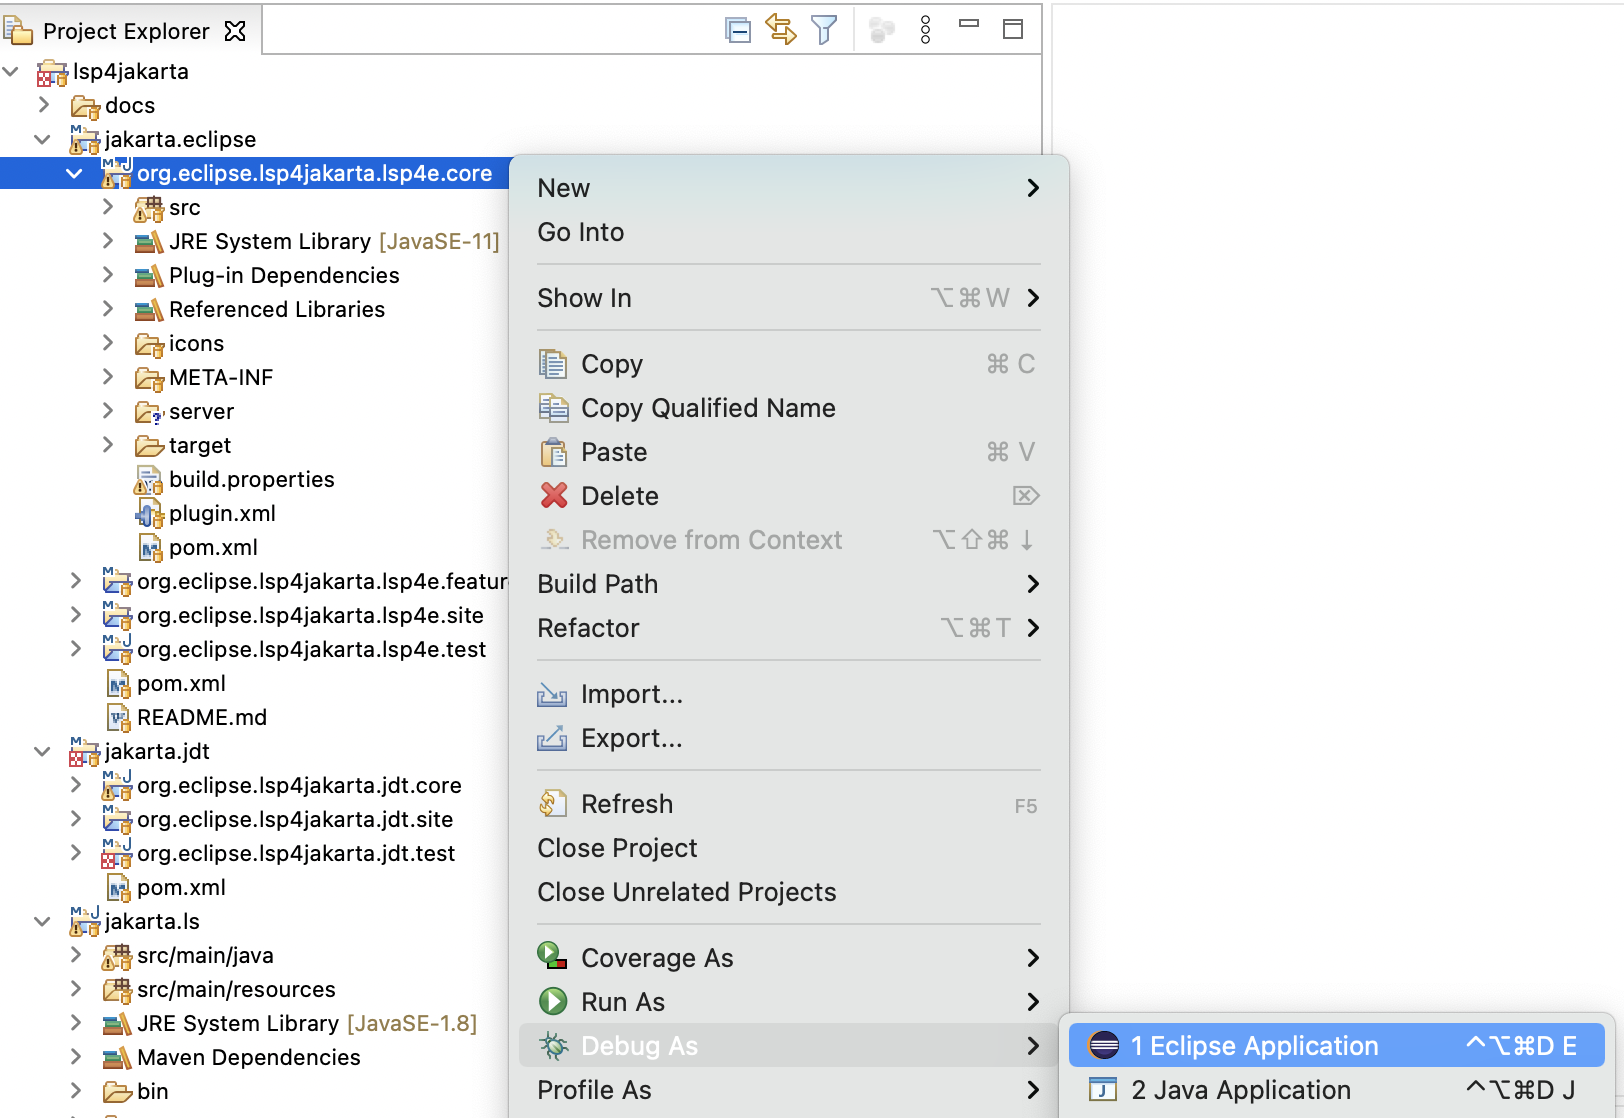 Project Explorer
lsp4jakarta
docs
jakarta.eclipse
org.eclipse.lsp4jakarta.lsp4e.core
src
JRE System Library [JavaSE-11]
Plug-in Dependencies
Referenced Libraries
icons
META-INF
server
target
build.properties
plugin.xml
pom.xml
org.eclipse.lsp4jakarta.lsp4e.featur
org.eclipse.lsp4jakarta.lsp4e.site
org.eclipse.lsp4jakarta.lsp4e.test
pom.xml
README.md
jakarta.jdt
org.eclipse.lsp4jakarta.jdt.core
org.eclipse.lsp4jakarta.jdt.site
org.eclipse.lsp4jakarta.jdt.test
pom.xml
jakarta.ls
src/main/java
src/main/resources
JRE System Library [JavaSE-1.8]
Maven Dependencies
bin
New
Go Into
Show In ⌥⌘W
Copy ⌘ C
Copy Qualified Name
Paste ⌘ V
Delete ⌦
Remove from Context ⌥⇧⌘↓
Build Path
Refactor ⌥⌘T
Import...
Export...
Refresh F5
Close Project
Close Unrelated Projects
Coverage As
Run As
Debug As
Profile As
1 Eclipse Application ^⌥⌘D E
2 Java Application ^⌥⌘D J